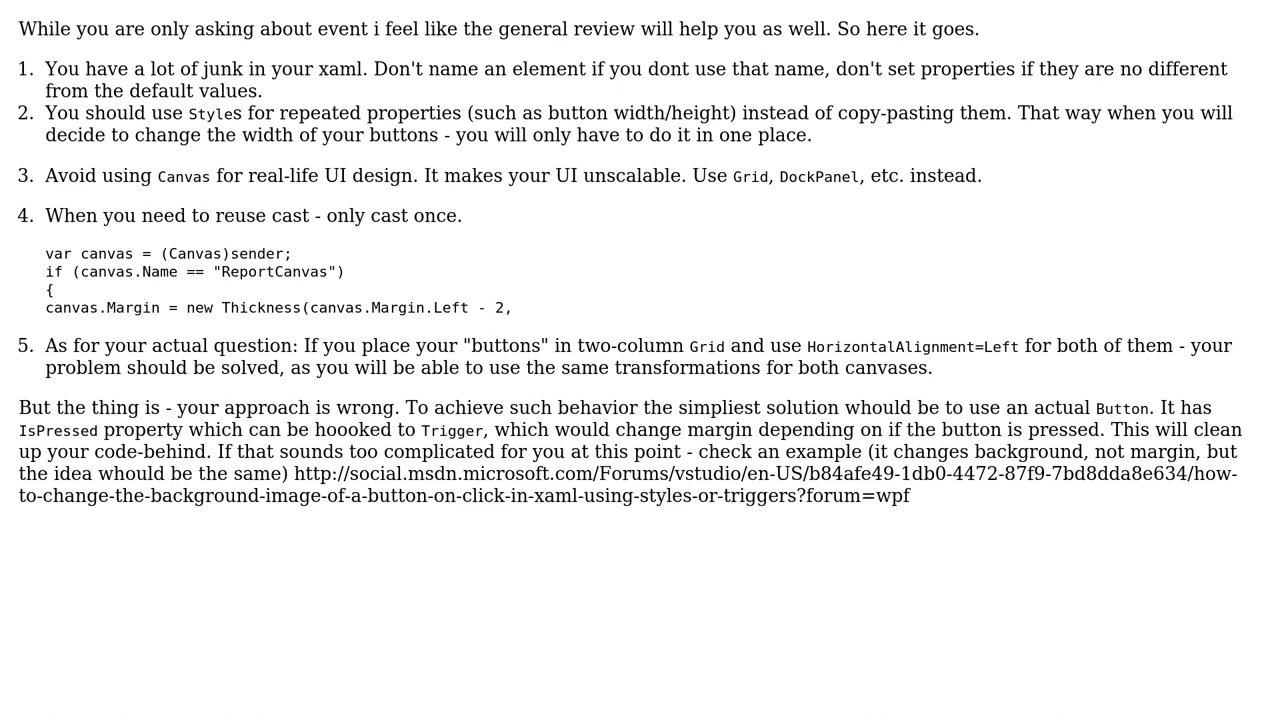 While you are only asking about event i feel like the general review will help you as well. So here it goes.
1. You have a lot of junk in your xaml. Don't name an element if you dont use that name, don't set properties if they are no different
from the default values.
2. You should use Styles for repeated properties (such as button width/height) instead of copy-pasting them. That way when you will
decide to change the width of your buttons - you will only have to do it in one place.
3. Avoid using Canvas for real-life UI design. It makes your UI unscalable. Use Grid, DockPanel, etc. instead.
4. When you need to reuse cast - only cast once.
var canvas = (Canvas)sender;
if (canvas.Name == "ReportCanvas")
{
canvas.Margin = new Thickness(canvas.Margin.Left - 2,
5. As for your actual question: If you place your "buttons" in two-column Grid and use HorizontalAlignment=Left for both of them - your
problem should be solved, as you will be able to use the same transformations for both canvases.
But the thing is - your approach is wrong. To achieve such behavior the simpliest solution whould be to use an actual Button. It has
IsPressed property which can be hoooked to Trigger, which would change margin depending on if the button is pressed. This will clean
up your code-behind. If that sounds too complicated for you at this point - check an example (it changes background, not margin, but
the idea whould be the same) http://social.msdn.microsoft.com/Forums/vstudio/en-US/b84afe49-1db0-4472-87f9-7bd8dda8e634/how-
to-change-the-background-image-of-a-button-on-click-in-xaml-using-styles-or-triggers?forum=wpf